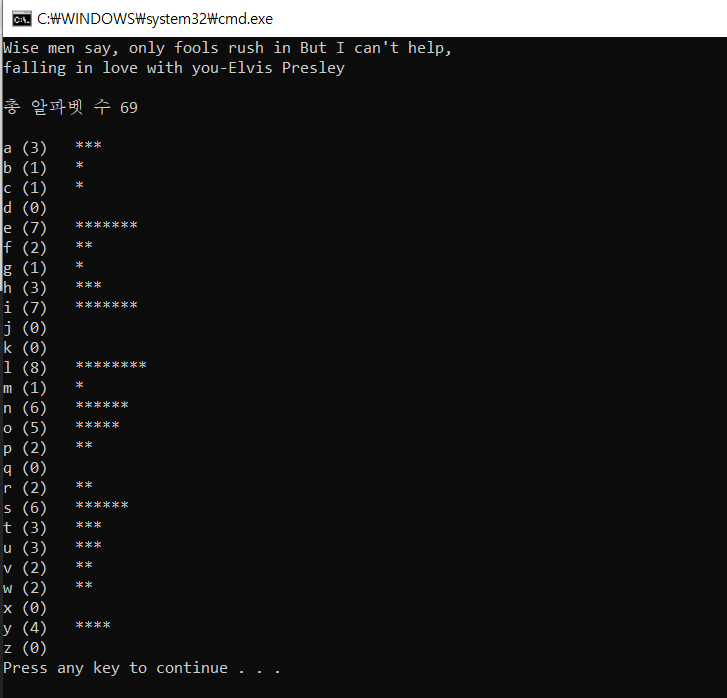 C:₩WINDOWS₩system32₩cmd.exe
Wise men say, only fools rush in But I can't help,
falling in love with you-Elvis Presley
총 알파벳 수 69
a (3) ***
b (1) *
c (1) *
d (0)
e (7) *******
f (2) **
g (1) *
h (3) ***
i (7) *******
j (0)
k (0)
l (8) ********
m (1) *
n (6) ******
o (5) *****
p (2) **
q (0)
r (2) **
s (6) ******
t (3) ***
u (3) ***
v (2) **
w (2) **
x (0)
y (4) ****
z (0)
Press any key to continue . . .